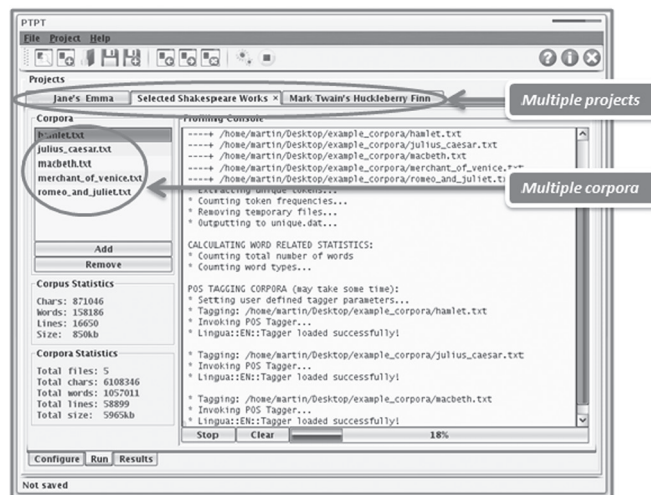 PTPT
File Project Help
Projects
Jane's Emma
Selected Shakespeare Works ×
Mark Twain's Huckleberry Finn
Multiple projects
Corpora
hamlet.txt
julius_caesar.txt
macbeth.txt
merchant_of_venice.txt
romeo_and_juliet.txt
Multiple corpora
Add
Remove
Corpus Statistics
Chars: 871046
Words: 158186
Lines: 16650
Size: 850kb
Corpora Statistics
Total files: 5
Total chars: 6108346
Total words: 1057011
Total lines: 58899
Total size: 5965kb
Profiling Console
----+ /home/martin/Desktop/example_corpora/hamlet.txt
----+ /home/martin/Desktop/example_corpora/julius_caesar.txt
----+ /home/martin/Desktop/example_corpora/macbeth.txt
----+ /home/martin/Desktop/example_corpora/merchant_of_venice.txt
----+ /home/martin/Desktop/example_corpora/romeo_and_juliet.t
* Extracting unique tokens...
* Counting token frequencies...
* Removing temporary files...
* Outputting to unique.dat...
CALCULATING WORD RELATED STATISTICS:
* Counting total number of words
* Counting word types...
POS TAGGING CORPORA (may take some time):
* Setting user defined tagger parameters...
* Tagging: /home/martin/Desktop/example_corpora/hamlet.txt
* Invoking POS Tagger...
* Lingua::EN::Tagger loaded successfully!
* Tagging: /home/martin/Desktop/example_corpora/julius_caesar.txt
* Invoking POS Tagger...
* Lingua::EN::Tagger loaded successfully!
* Tagging: /home/martin/Desktop/example_corpora/macbeth.txt
* Invoking POS Tagger...
* Lingua::EN::Tagger loaded successfully!
Stop
Clear
18%
Configure
Run
Results
Not saved